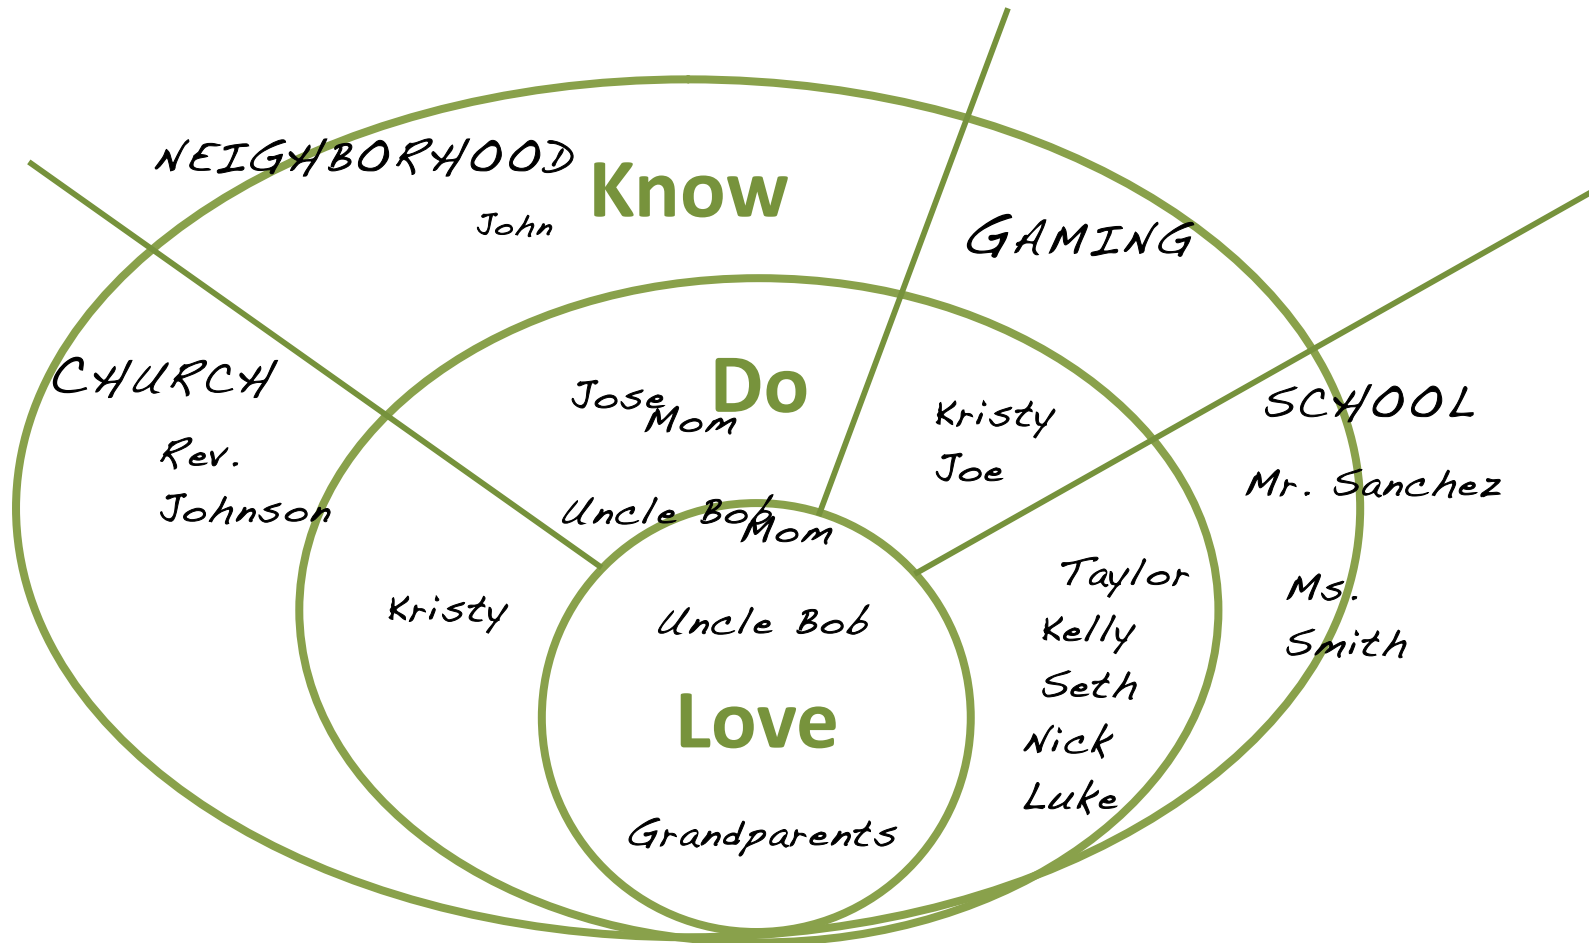 NEIGHBORHOOD
Know
John
GAMING
CHURCH
Rev.
Johnson
Do
Jose
Mom
Kristy
Joe
SCHOOL
Mr. Sanchez
Uncle Bob
Mom
Kristy
Uncle Bob
Taylor
Kelly
Seth
Nick
Luke
Ms.
Smith
Love
Grandparents